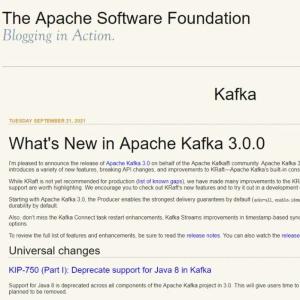 The Apache Software Foundation
Blogging in Action.
Kafka
TUESDAY SEPTEMBER 21, 2021
What's New in Apache Kafka 3.0.0
I'm pleased to announce the release of Apache Kafka 3.0 on behalf of the Apache Kafka® community. Apache Kafka 3
introduces a variety of new features, breaking API changes, and improvements to KRaft—Apache Kafka's built-in cons
While KRaft is not yet recommended for production (list of known gaps), we have made many improvements to the KR
support are worth highlighting. We encourage you to check out KRaft's new features and to try it out in a development
Starting with Apache Kafka 3.0, the Producer enables the strongest delivery guarantees by default (acks=all, enable.idem
durability by default.
Also, don't miss the Kafka Connect task restart enhancements, Kafka Streams improvements in timestamp-based sync
options.
To review the full list of features and enhancements, be sure to read the release notes. You can also watch the release
Universal changes
KIP-750 (Part I): Deprecate support for Java 8 in Kafka
Support for Java 8 is deprecated across all components of the Apache Kafka project in 3.0. This will give users time to
planned to be removed.